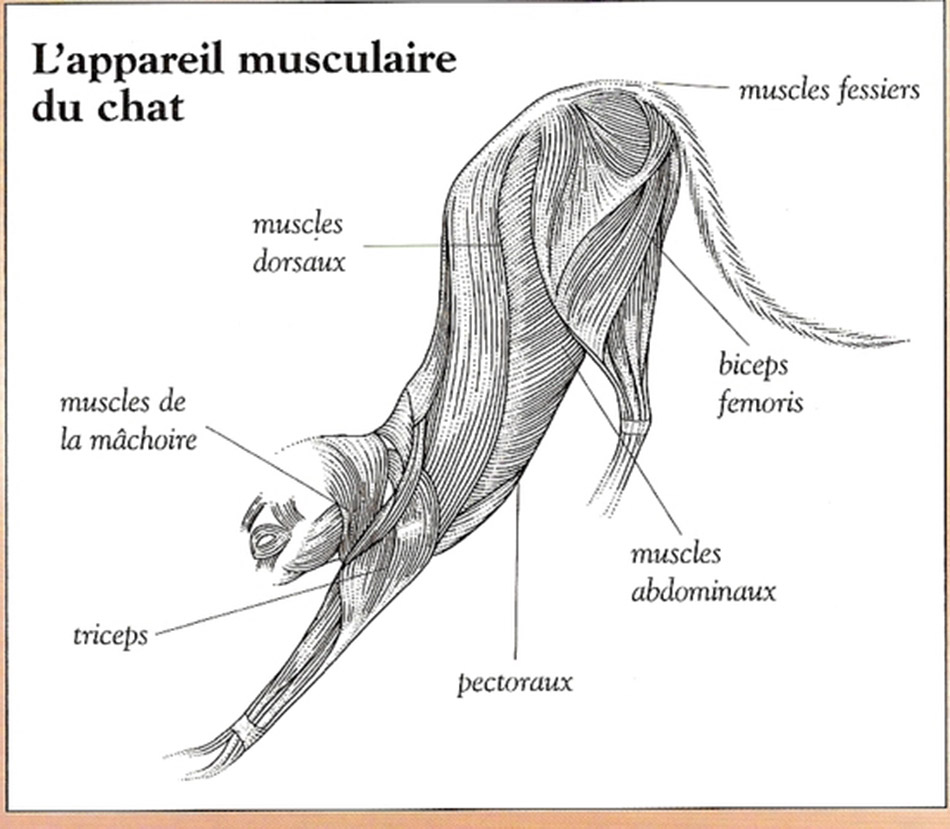 L’appareil musculaire
du chat
muscles fessiers
muscles
dorsaux
biceps
femoris
muscles de
la mâchoire
muscles
abdominaux
triceps
pectoraux